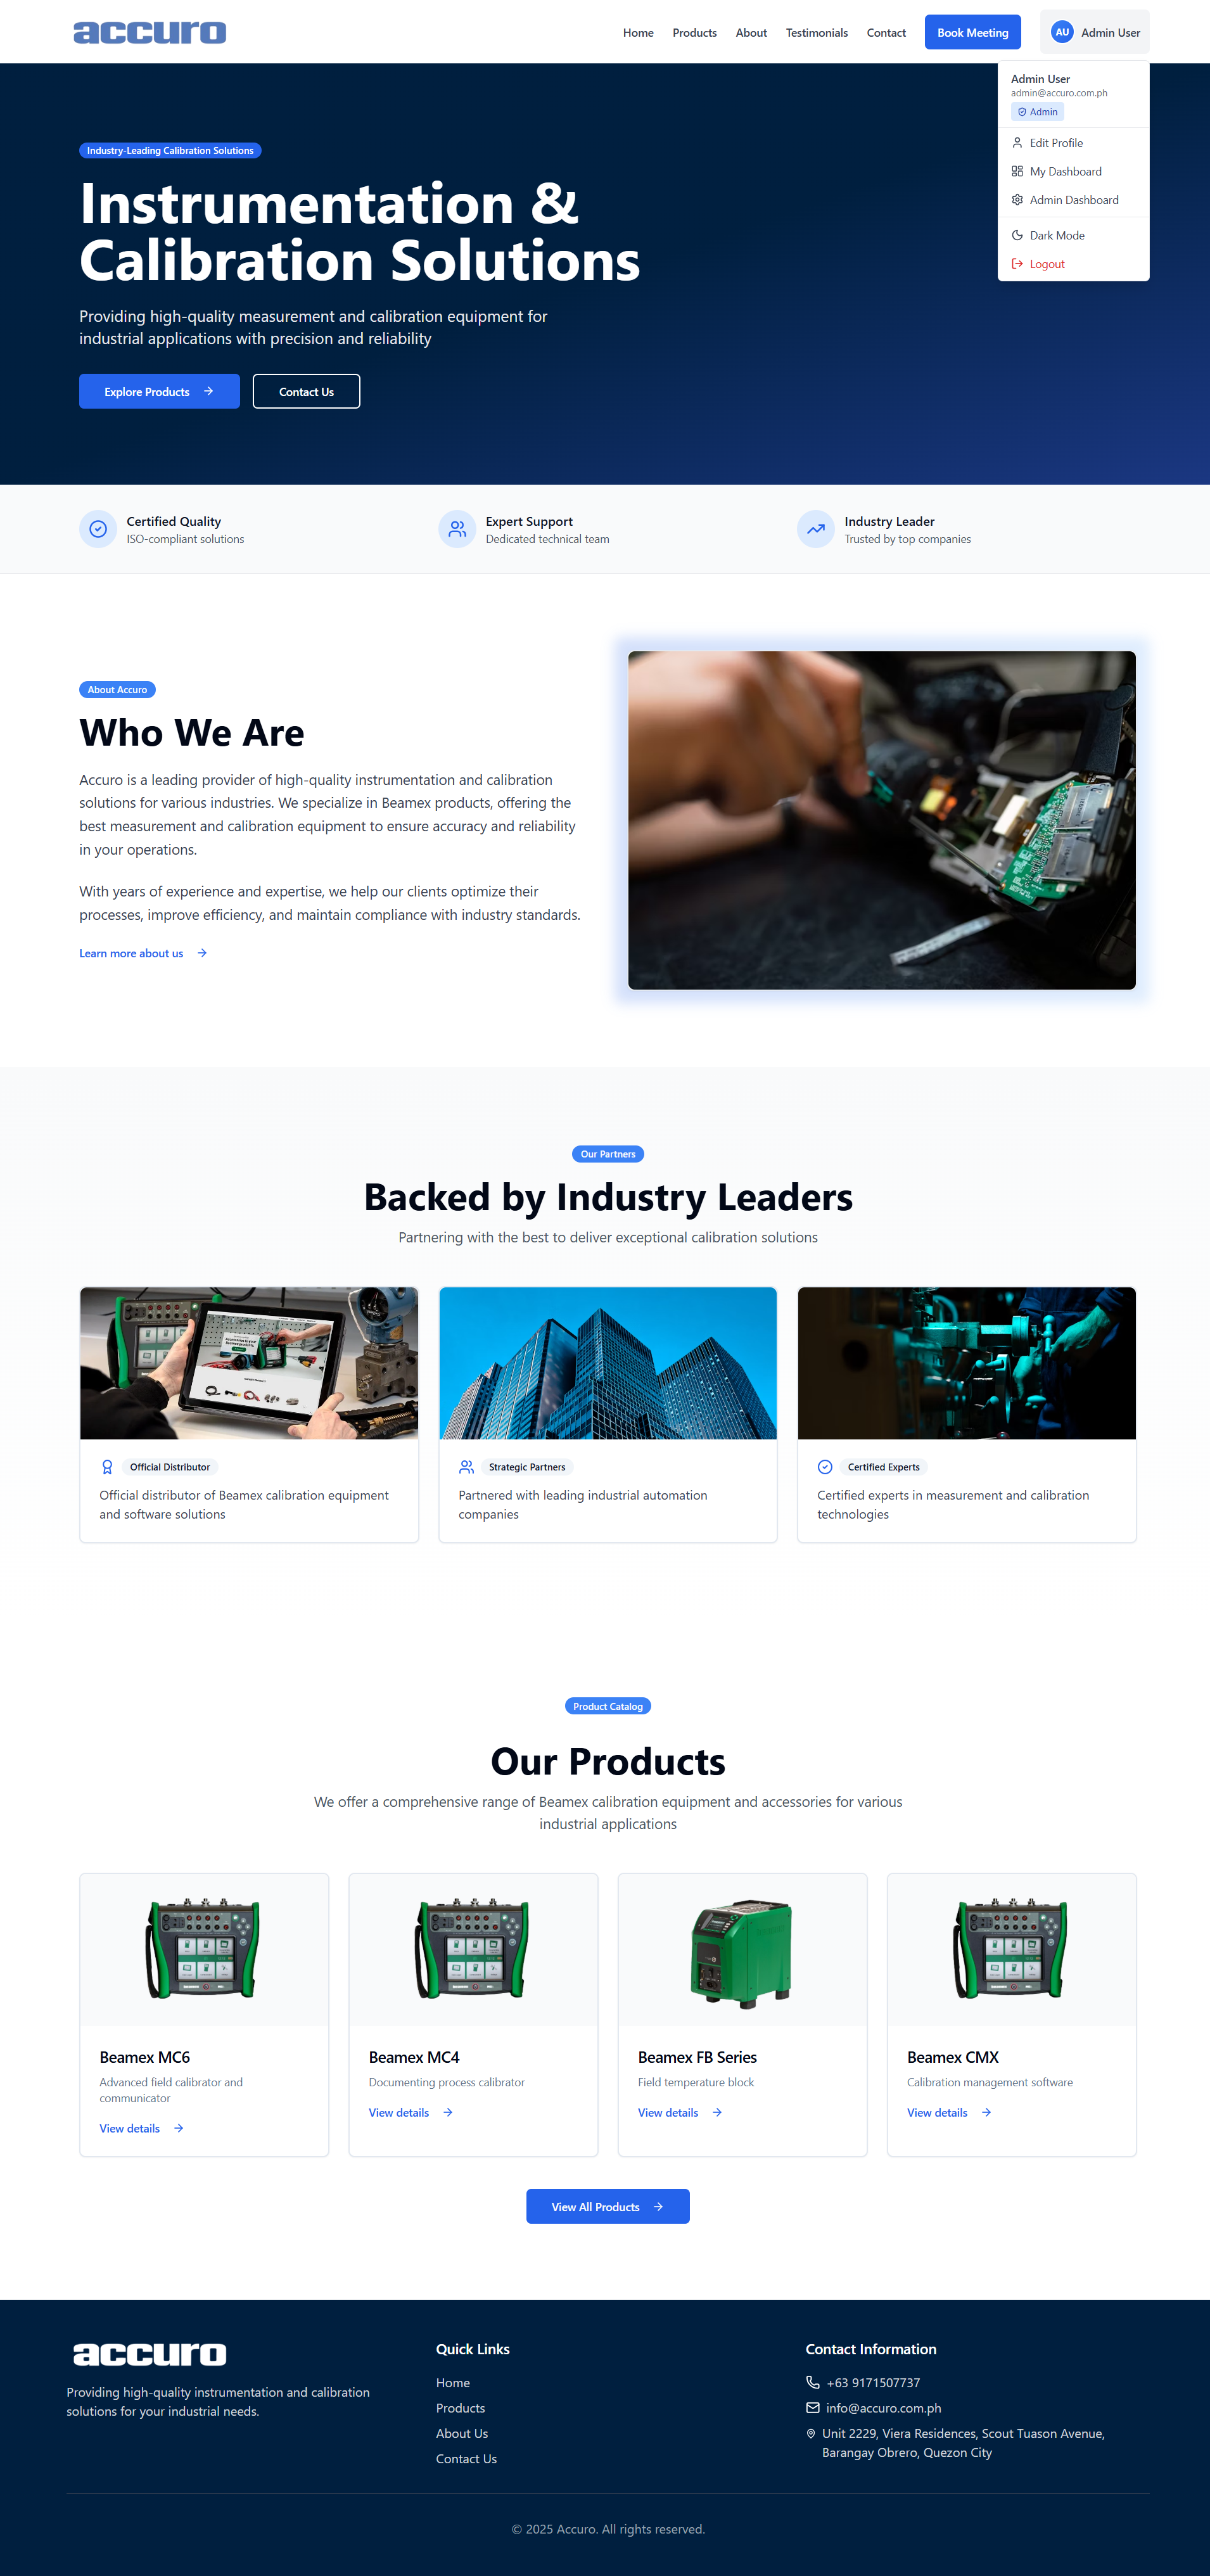 accuro
Home
Products
About
Testimonials
Contact
Book Meeting
AU
Admin User
Admin User
admin@accuro.com.ph
Admin
Edit Profile
My Dashboard
Admin Dashboard
Dark Mode
Logout
Industry-Leading Calibration Solutions
Instrumentation &
Calibration Solutions
Providing high-quality measurement and calibration equipment for
industrial applications with precision and reliability
Explore Products
Contact Us
Certified Quality
ISO-compliant solutions
Expert Support
Dedicated technical team
Industry Leader
Trusted by top companies
About Accuro
Who We Are
Accuro is a leading provider of high-quality instrumentation and calibration
solutions for various industries. We specialize in Beamex products, offering the
best measurement and calibration equipment to ensure accuracy and reliability
in your operations.
With years of experience and expertise, we help our clients optimize their
processes, improve efficiency, and maintain compliance with industry standards.
Learn more about us
Our Partners
Backed by Industry Leaders
Partnering with the best to deliver exceptional calibration solutions
Official Distributor
Official distributor of Beamex calibration equipment
and software solutions
Strategic Partners
Partnered with leading industrial automation
companies
Certified Experts
Certified experts in measurement and calibration
technologies
Product Catalog
Our Products
We offer a comprehensive range of Beamex calibration equipment and accessories for various
industrial applications
Beamex MC6
Advanced field calibrator and
communicator
View details
Beamex MC4
Documenting process calibrator
View details
Beamex FB Series
Field temperature block
View details
Beamex CMX
Calibration management software
View details
View All Products
accuro
Providing high-quality instrumentation and calibration
solutions for your industrial needs.
Quick Links
Home
Products
About Us
Contact Us
Contact Information
+63 9171507737
info@accuro.com.ph
Unit 2229, Viera Residences, Scout Tuason Avenue,
Barangay Obrero, Quezon City
© 2025 Accuro. All rights reserved.